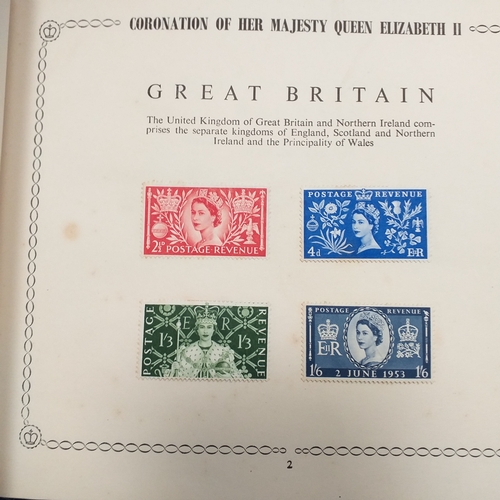 CORONATION OF HER MAJESTY QUEEN ELIZABETH II
GREAT BRITAIN
The United Kingdom of Great Britain and Northern Ireland com-
prises the separate kingdoms of England, Scotland and Northern
Ireland and the Principality of Wales
2½D
POSTAGE·REVENUE
POSTAGE REVENUE
4d E·R
POSTAGE
E R
1/3 1/3
REVENUE
POSTAGE REVENUE
EIIR
1/6 2 JUNE 1953 1/6
2